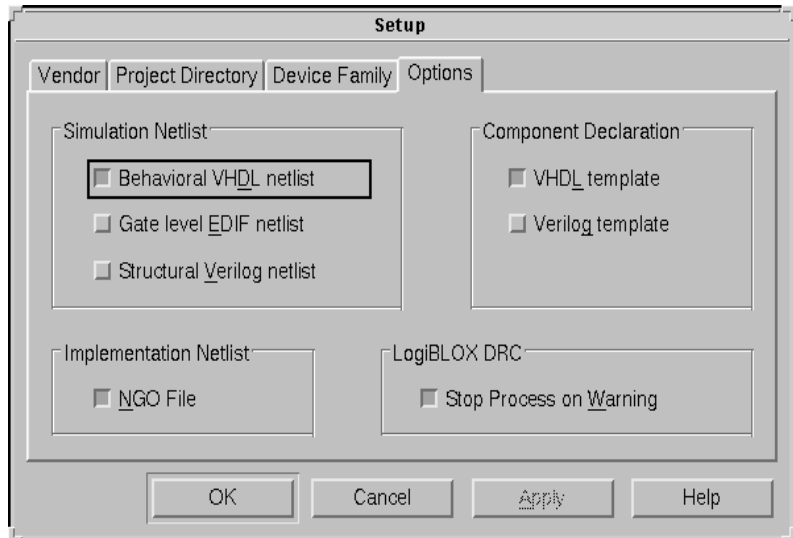 Setup
Vendor Project Directory Device Family Options
Simulation Netlist
Behavioral VHDL netlist
Gate level EDIF netlist
Structural Verilog netlist
Component Declaration
VHDL template
Verilog template
Implementation Netlist
NGO File
LogiBLOX DRC
Stop Process on Warning
OK Cancel Apply Help